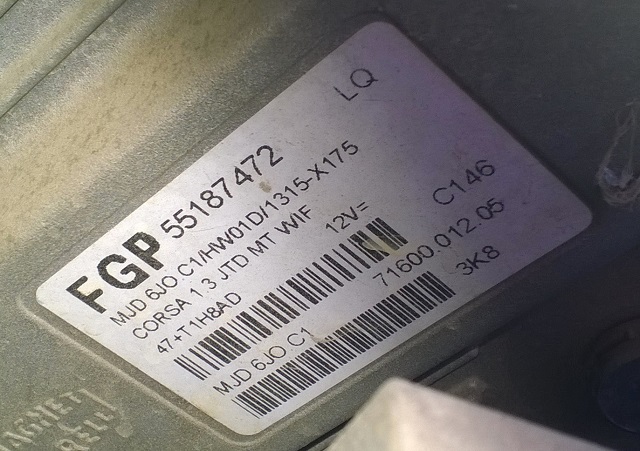 LQ
FGP 55187472
MJD 6JO C1/HW01D/1315-X175
CORSA 1.3 JTD MT W/IF 12V= C146
47+T1H8AD 71600.012.05
MJD 6JO C1 3K8